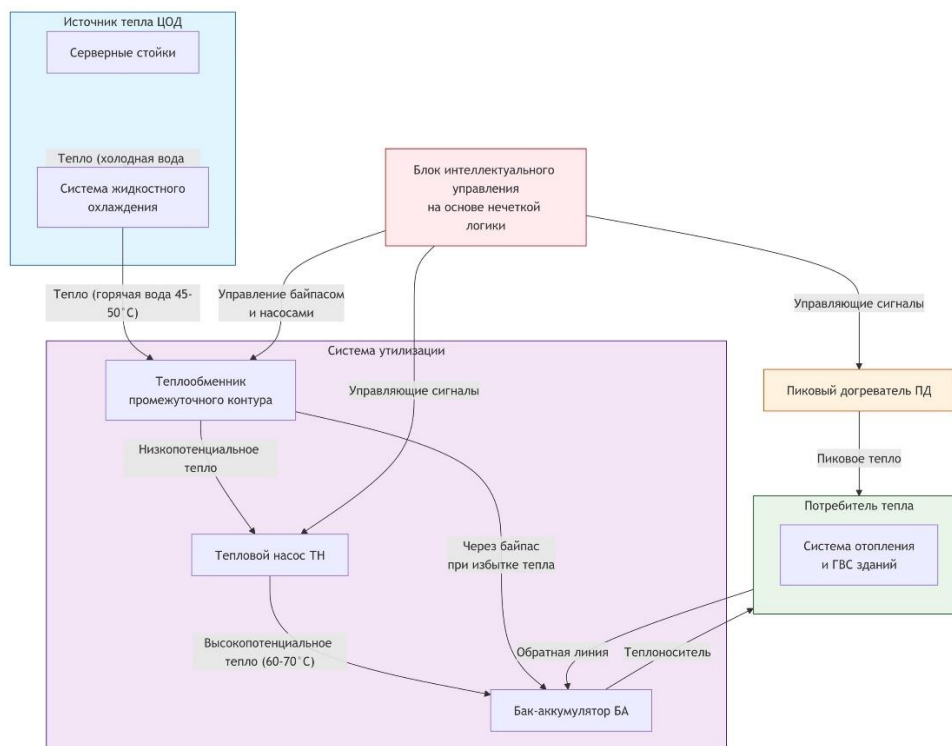 Источник тепла ЦОД
Серверные стойки
Тепло (холодная вода
Система жидкостного
охлаждения
Блок интеллектуального
управления
на основе нечеткой
логики
Тепло (горячая вода 45-
50°C)
Управление байпасом
и насосами
Управляющие сигналы
Система утилизации
Теплообменник
промежуточного контура
Управляющие сигналы
Пиковый догреватель ПД
Низкопотенциальное
тепло
Пиковое тепло
Потребитель тепла
Тепловой насос ТН
Через байпас
при избытке тепла
Система отопления
и ГВС зданий
Высокопотенциальное
тепло (60-70°C)
Обратная линия
Теплоноситель
Бак-аккумулятор БА